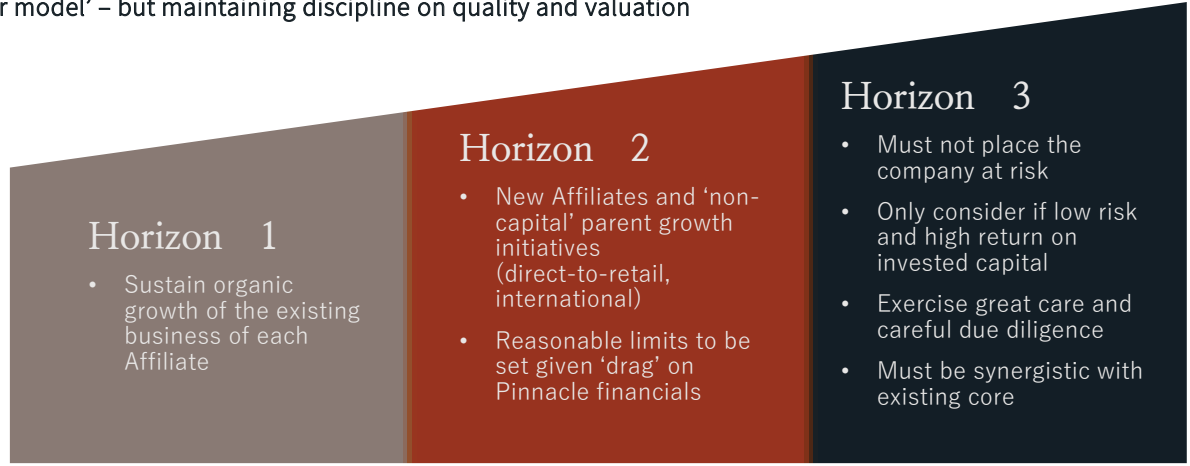 r model’ – but maintaining discipline on quality and valuation
Horizon 1
• Sustain organic
growth of the existing
business of each
Affiliate
Horizon 2
• New Affiliates and ‘non-
capital’ parent growth
initiatives
(direct-to-retail,
international)
• Reasonable limits to be
set given ‘drag’ on
Pinnacle financials
Horizon 3
• Must not place the
company at risk
• Only consider if low risk
and high return on
invested capital
• Exercise great care and
careful due diligence
• Must be synergistic with
existing core